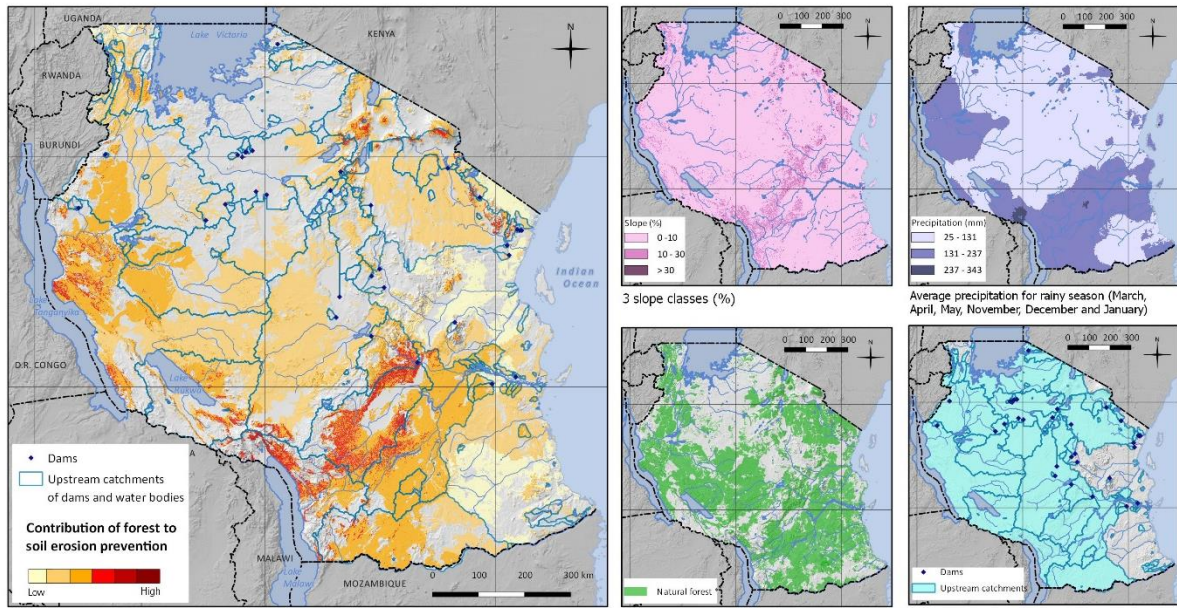 UGANDA
Lake Victoria
KENYA
N
RWANDA
BURUNDI
Indian
Ocean
Lake
Tanganyika
D.R. CONGO
Lake
Rukwa
Dams
Upstream catchments
of dams and water bodies
Contribution of forest to
soil erosion prevention
Low
High
MALAWI
Lake
Malawi
MOZAMBIQUE
0 100 200 300 km
0 100 200 300
N
Slope (%)
0 -10
10 - 30
> 30
3 slope classes (%)
0 100 200 300
N
Precipitation (mm)
25 - 131
131 - 237
237 - 343
Average precipitation for rainy season (March,
April, May, November, December and January)
0 100 200 300
N
Natural forest
0 100 200 300
N
Dams
Upstream catchments